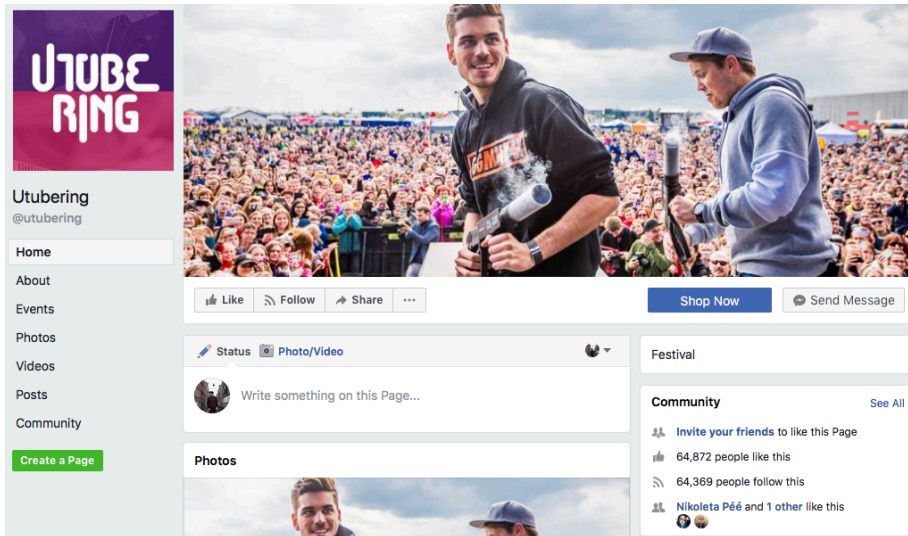 UTUBE
RING
Utubering
@utubering
Home
About
Events
Photos
Videos
Posts
Community
Create a Page
Like
Follow
Share
Shop Now
Send Message
Status
Photo/Video
Write something on this Page...
Photos
Festival
Community
See All
Invite your friends to like this Page
64,872 people like this
64,369 people follow this
Nikoleta Péé and 1 other like this